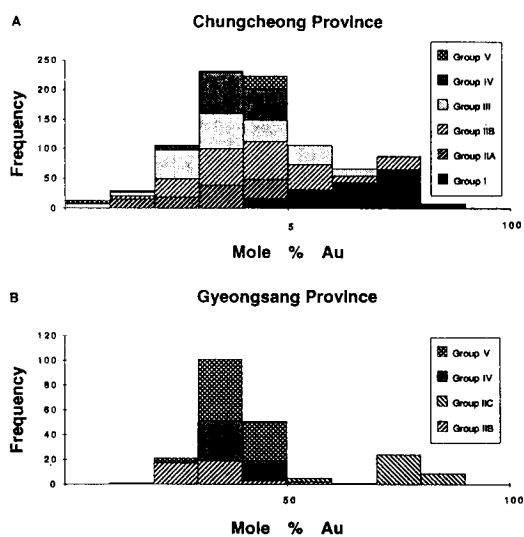 A
Chungcheong Province
Frequency
250
200
150
100
50
0
5
100
Mole % Au
Group V
Group IV
Group III
Group IIB
Group IIA
Group I
B
Gyeongsang Province
Frequency
120
100
80
60
40
20
0
50
100
Mole % Au
Group V
Group IV
Group IIC
Group IIB